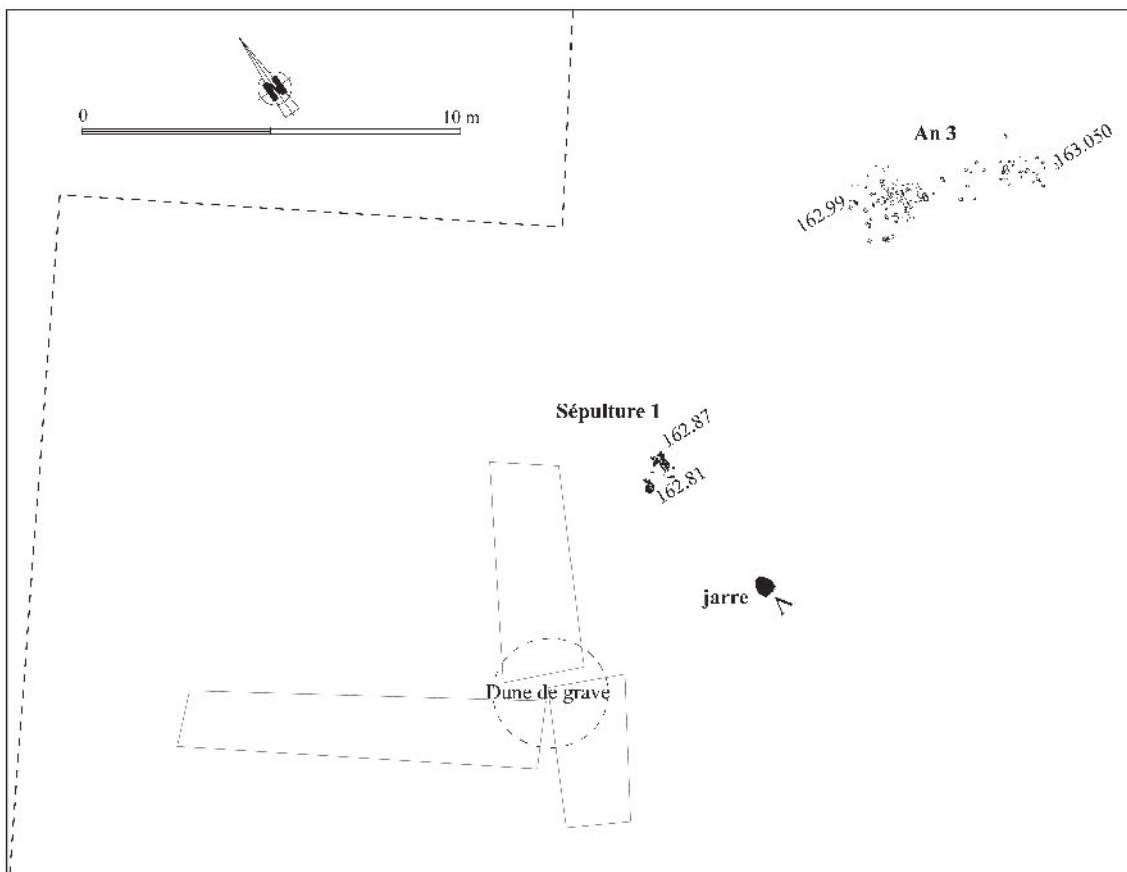 N
0 10 m
An 3
163.050
162.99
Sépulture 1
162.87
162.81
jarre
Dune de grave